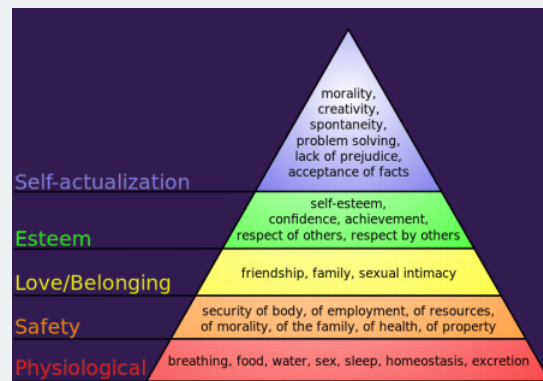 morality,
creativity,
spontaneity,
problem solving,
lack of prejudice,
acceptance of facts
Self-actualization
self-esteem,
confidence, achievement,
respect of others, respect by others
Esteem
friendship, family, sexual intimacy
Love/Belonging
security of body, of employment, of resources,
of morality, of the family, of health, of property
Safety
breathing, food, water, sex, sleep, homeostasis, excretion
Physiological